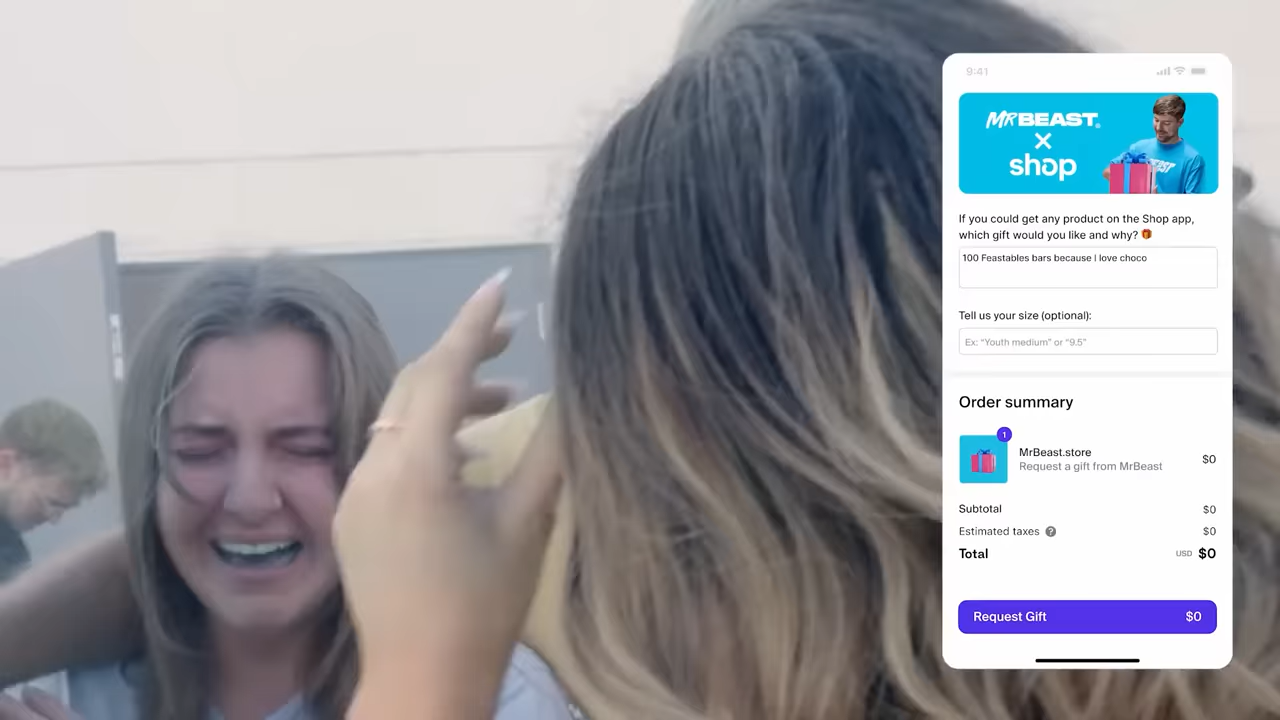 9:41
MRBEAST®
X
shop
If you could get any product on the Shop app,
which gift would you like and why? 🎁
100 Feastables bars because I love choco
Tell us your size (optional):
Ex: “Youth medium” or “9.5”
Order summary
1
MrBeast.store $0
Request a gift from MrBeast
Subtotal $0
Estimated taxes ? $0
Total USD $0
Request Gift $0